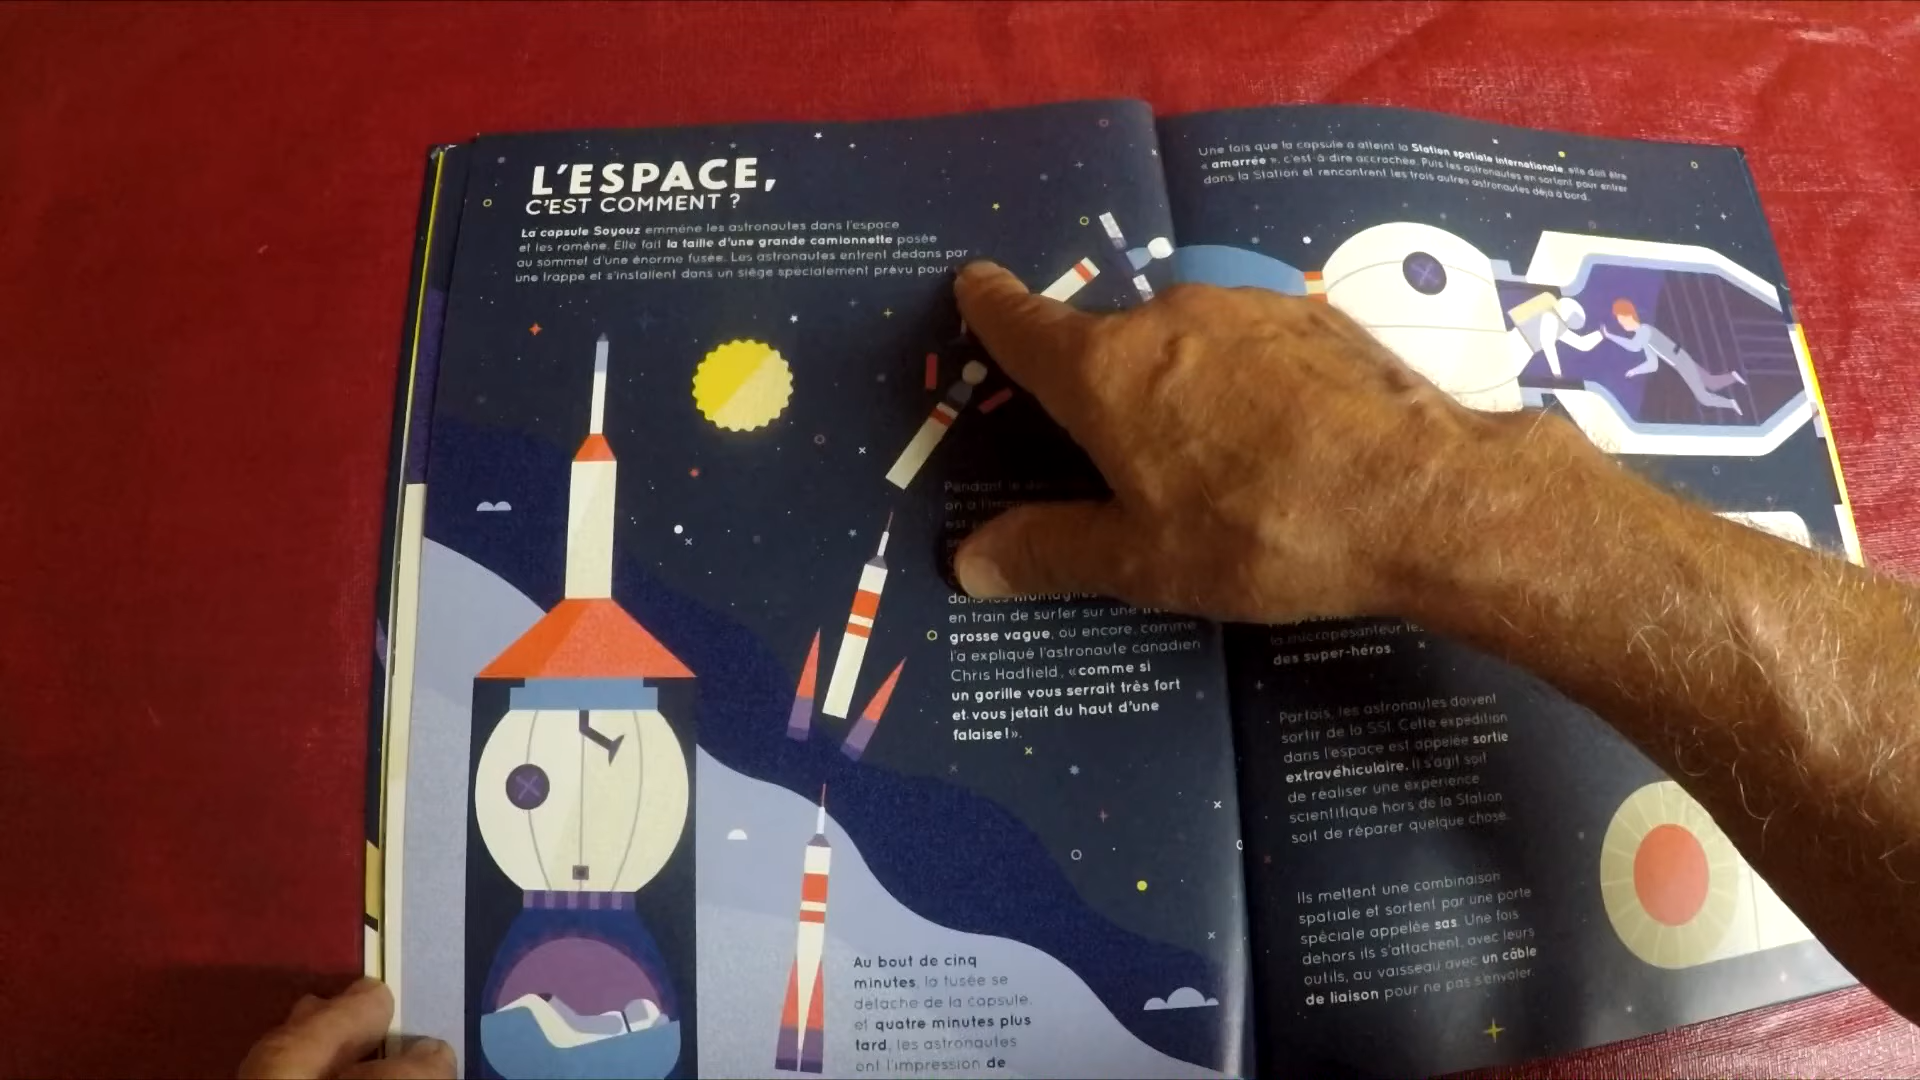 L'ESPACE,
C'EST COMMENT ?
La capsule Soyouz emmène les astronautes dans l'espace
et les ramène. Elle fait la taille d'une grande camionnette posée
au sommet d'une énorme fusée. Les astronautes entrent dedans par
une trappe et s'installent dans un siège spécialement prévu pour
Pendant le
on a l'im
est
dans les montagnes
en train de surfer sur une
grosse vague, ou encore, comme
l'a expliqué l'astronaute canadien
Chris Hadfield, «comme si
un gorille vous serrait très fort
et vous jetait du haut d'une
falaise!».
Au bout de cinq
minutes, la fusée se
détache de la capsule,
et quatre minutes plus
tard, les astronautes
ont l'impression de
Une fois que la capsule a atteint la Station spatiale internationale, elle doit être
« amarrée », c'est-à-dire accrochée. Puis les astronautes en sortent pour entrer
dans la Station et rencontrent les trois autres astronautes déjà à bord.
la micropesanteur
des super-héros.
Parfois, les astronautes doivent
sortir de la SSI. Cette expédition
dans l'espace est appelée sortie
extravéhiculaire. Il s'agit soit
de réaliser une expérience
scientifique hors de la Station
soit de réparer quelque chose.
Ils mettent une combinaison
spatiale et sortent par une porte
spéciale appelée sas. Une fois
dehors ils s'attachent, avec leurs
outils, au vaisseau avec un câble
de liaison pour ne pas s'envoler.